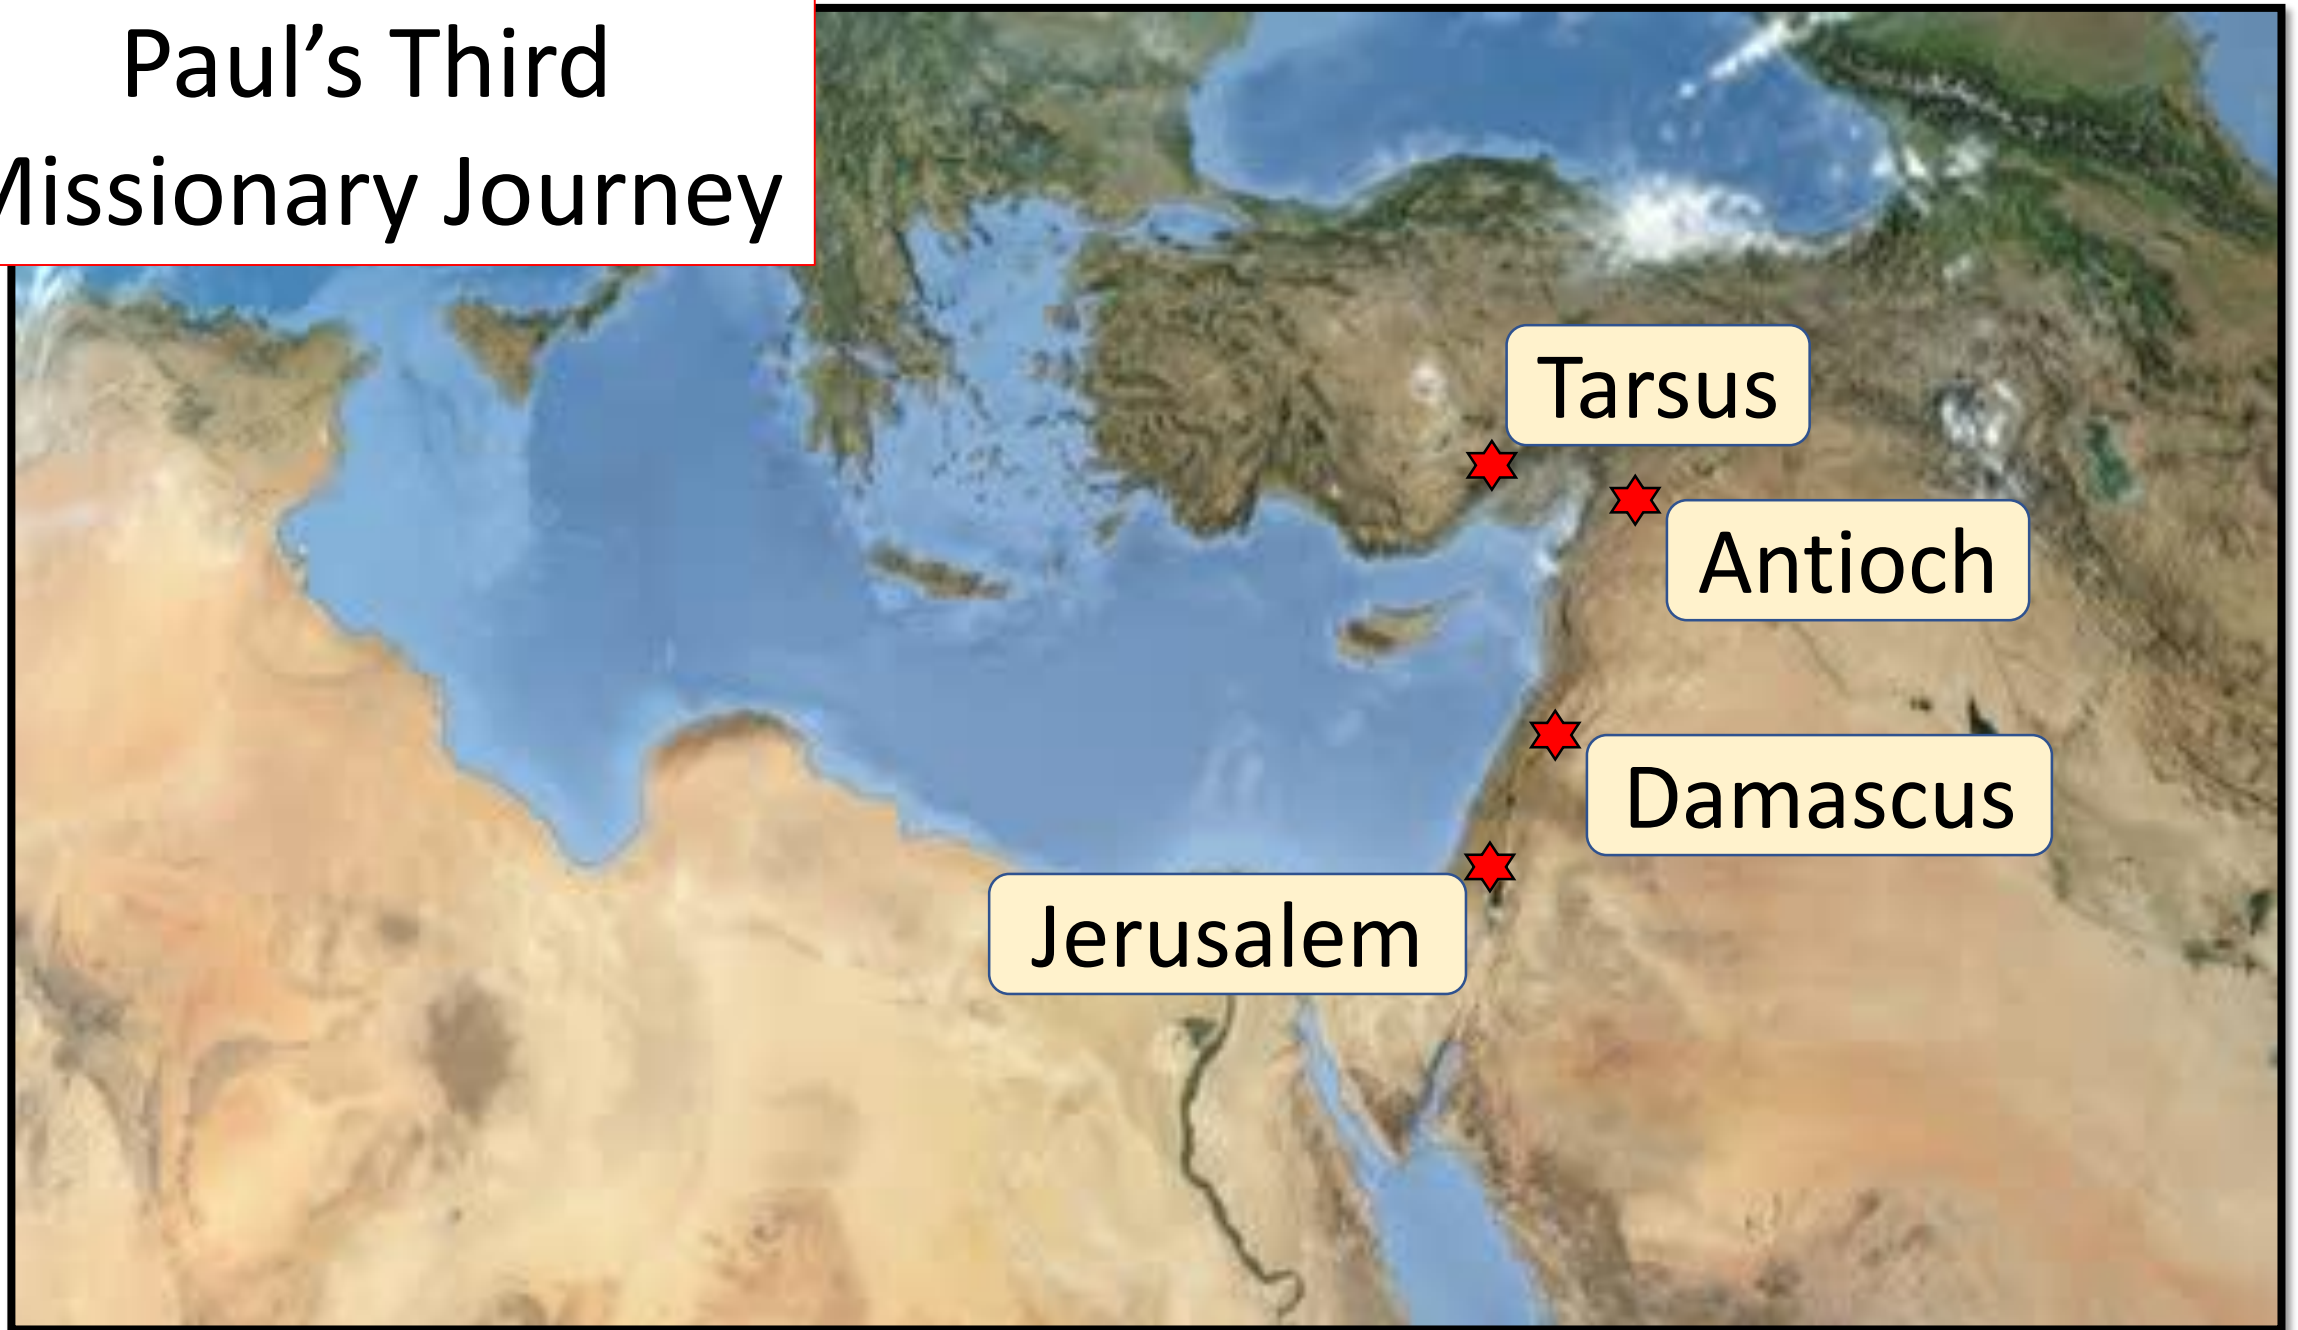 Paul’s Third
Missionary Journey
Tarsus
Antioch
Damascus
Jerusalem